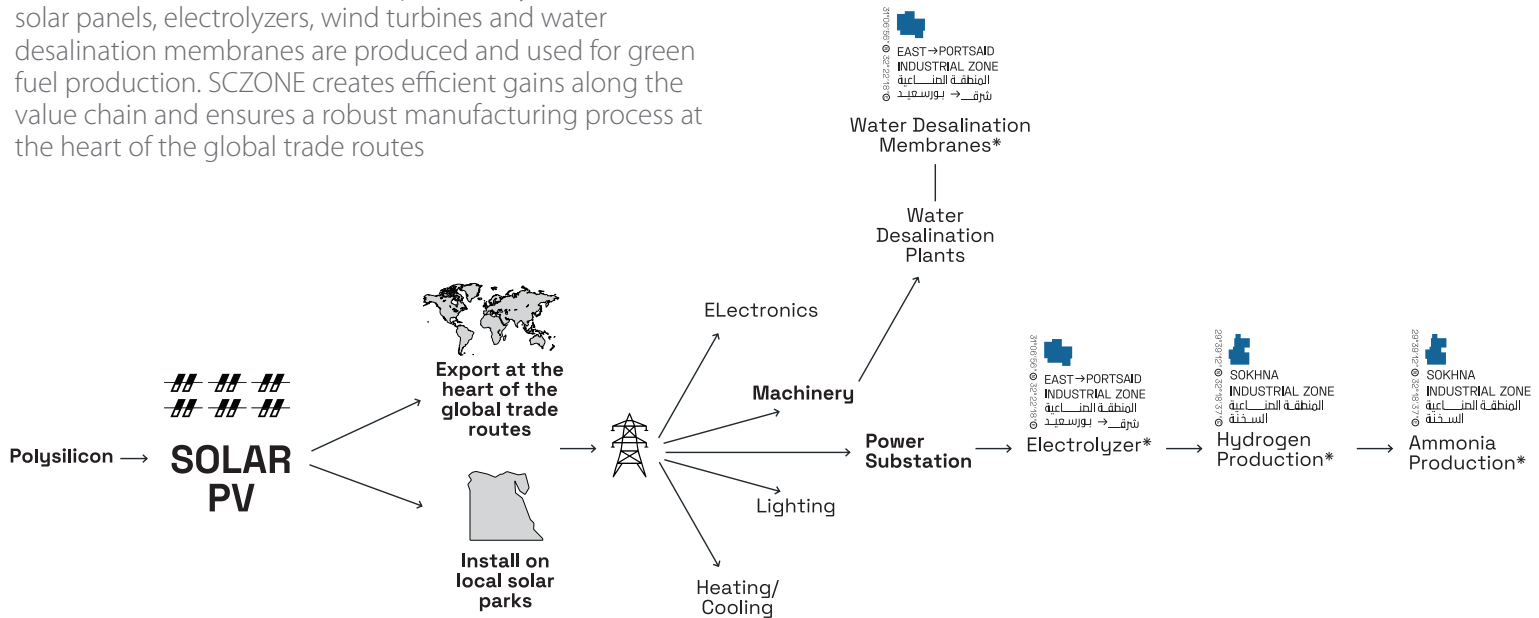 solar panels, electrolyzers, wind turbines and water
desalination membranes are produced and used for green
fuel production. SCZONE creates efficient gains along the
value chain and ensures a robust manufacturing process at
the heart of the global trade routes
EAST→PORTSAID
INDUSTRIAL ZONE
المنطقة الصناعية
شرق → بورسعيد
Water Desalination
Membranes*
Water
Desalination
Plants
ELectronics
Export at the
heart of the
global trade
routes
Machinery
Polysilicon
SOLAR
PV
Power
Substation
EAST→PORTSAID
INDUSTRIAL ZONE
المنطقة الصناعية
شرق → بورسعيد
Electrolyzer*
SOKHNA
INDUSTRIAL ZONE
المنطقة الصناعية
السخنة
Hydrogen
Production*
SOKHNA
INDUSTRIAL ZONE
المنطقة الصناعية
السخنة
Ammonia
Production*
Lighting
Install on
local solar
parks
Heating/
Cooling